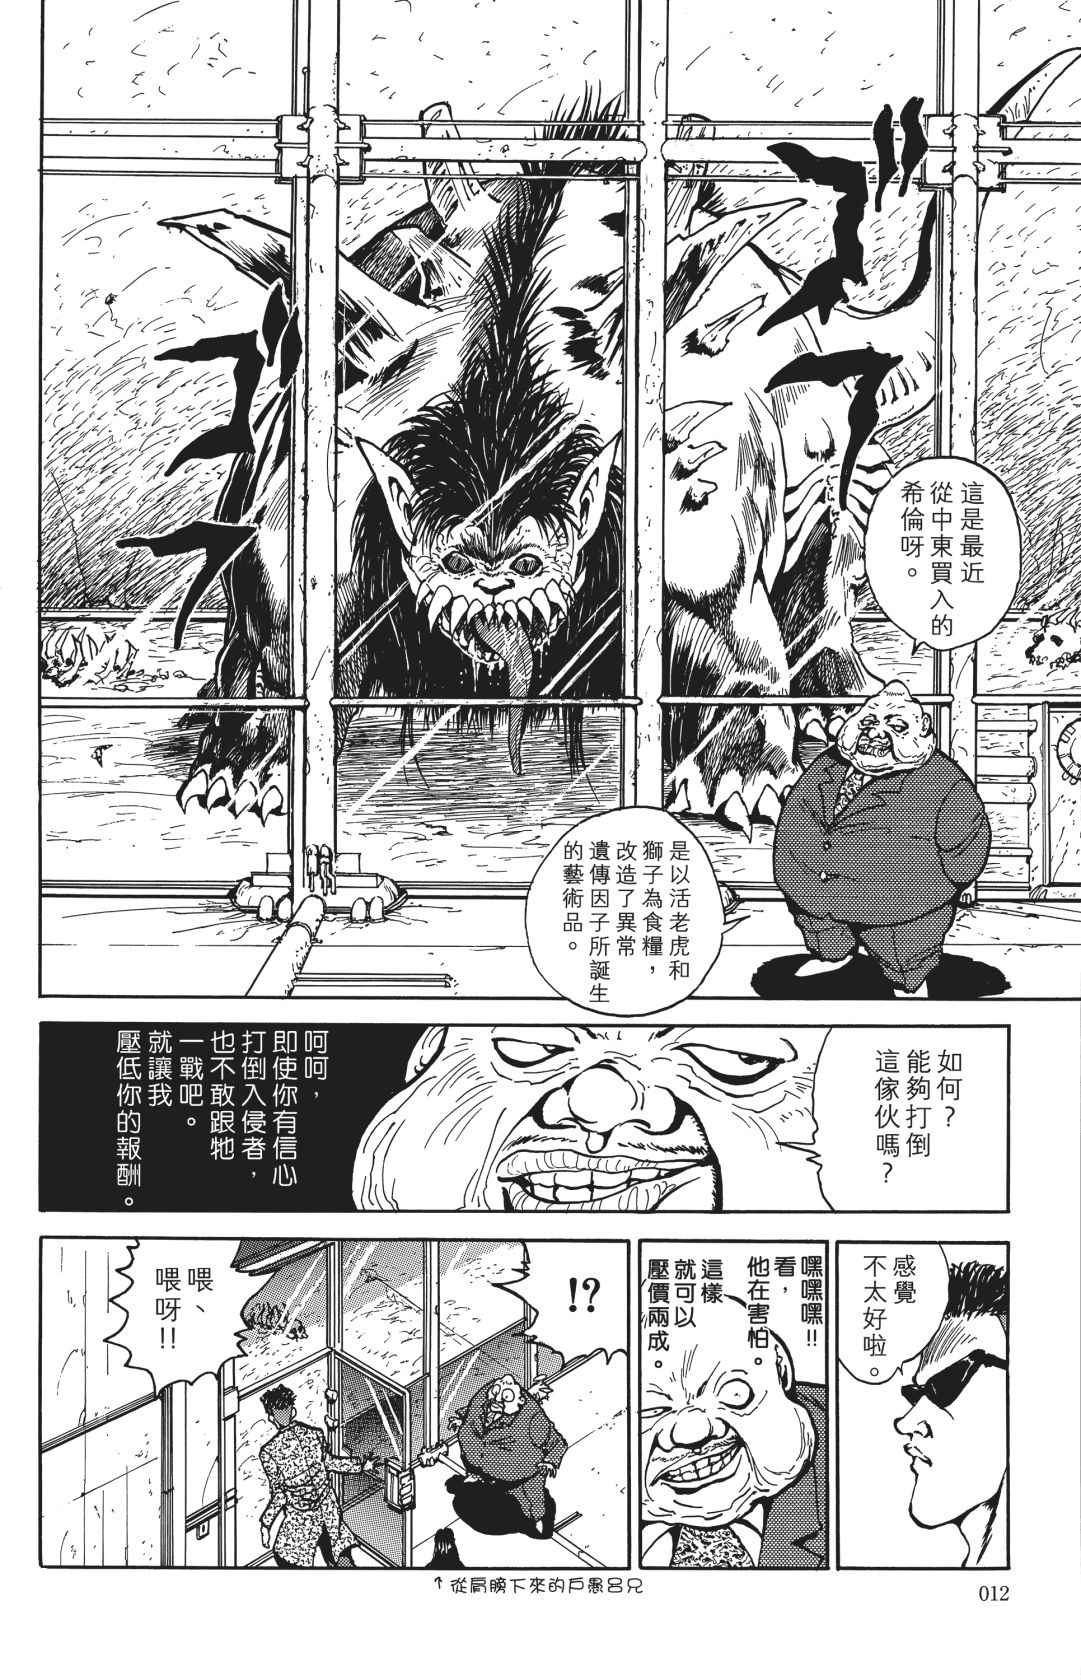 這是最近
從中東買入的
希倫呀。
是以活老虎和
獅子為食糧，
改造了異常
遺傳因子所誕生
的藝術品。
如何？
能夠打倒
這傢伙嗎？
呵呵，
即使你有信心
打倒入侵者，
也不敢跟牠
一戰吧。
就讓我
壓低你的報酬。
感覺
不太好啦。
嘿嘿嘿!!
看，
他在害怕。
這樣
就可以
壓價兩成。
!?
喂、
喂呀!!
↑從肩膀下來的戶愚呂兄
012